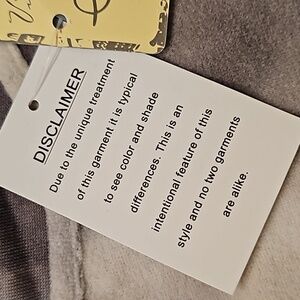 DISCLAIMER
Due to the unique treatment
of this garment it is typical
to see color and shade
differences. This is an
intentional feature of this
style and no two garments
are alike.